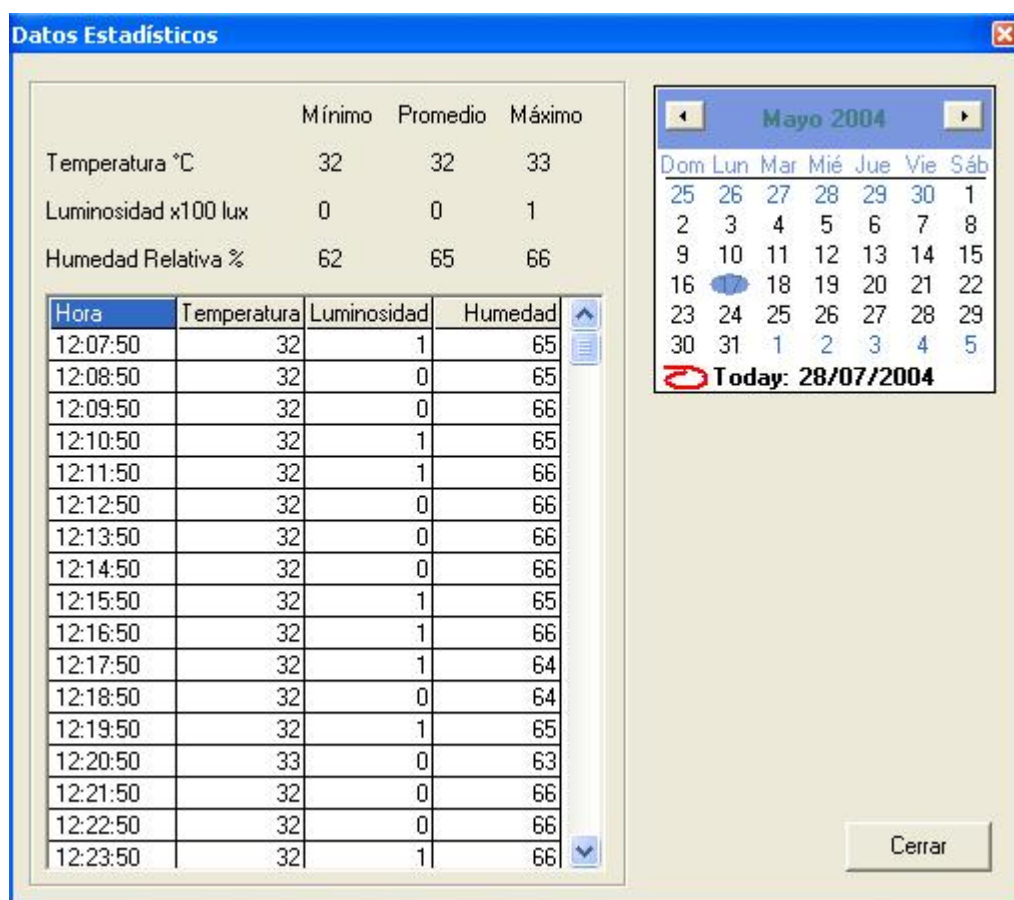 Datos Estadísticos
Mínimo Promedio Máximo
Temperatura °C 32 32 33
Luminosidad x100 lux 0 0 1
Humedad Relativa % 62 65 66
Hora Temperatura Luminosidad Humedad
12:07:50 32 1 65
12:08:50 32 0 65
12:09:50 32 0 66
12:10:50 32 1 65
12:11:50 32 1 66
12:12:50 32 0 66
12:13:50 32 0 66
12:14:50 32 0 66
12:15:50 32 1 65
12:16:50 32 1 66
12:17:50 32 1 64
12:18:50 32 0 64
12:19:50 32 1 65
12:20:50 33 0 63
12:21:50 32 0 66
12:22:50 32 0 66
12:23:50 32 1 66
Mayo 2004
Dom Lun Mar Mié Jue Vie Sáb
25 26 27 28 29 30 1
2 3 4 5 6 7 8
9 10 11 12 13 14 15
16 17 18 19 20 21 22
23 24 25 26 27 28 29
30 31 1 2 3 4 5
Today: 28/07/2004
Cerrar